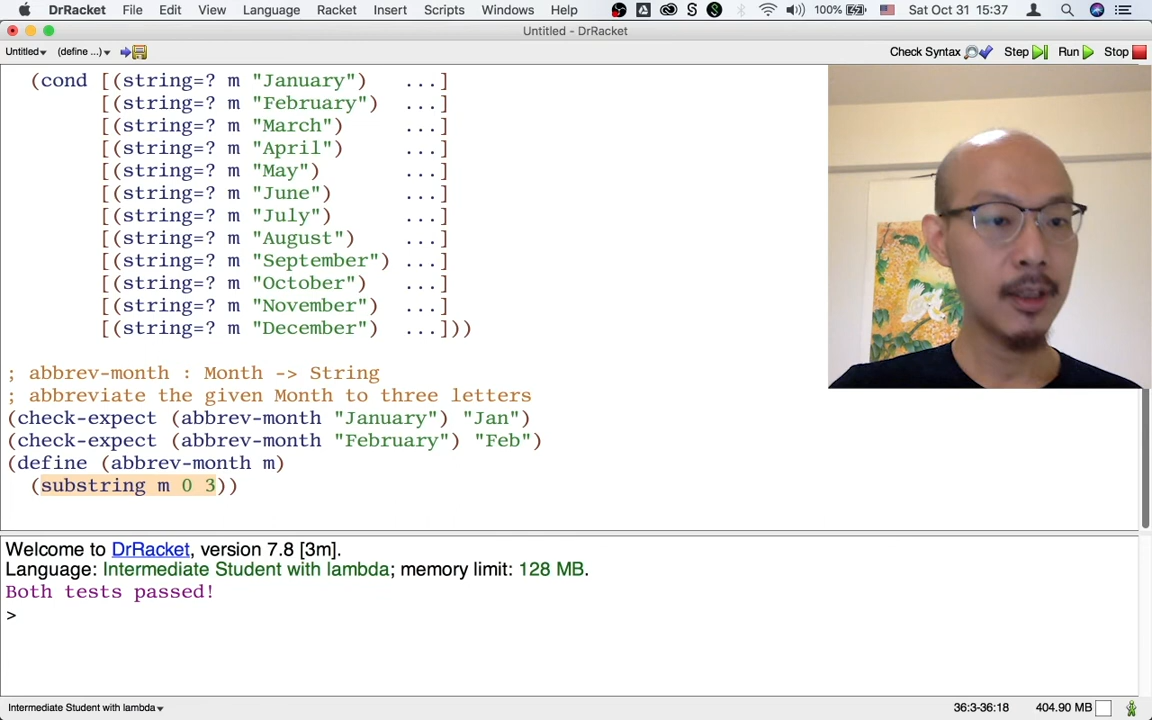 DrRacket File Edit View Language Racket Insert Scripts Windows Help 100% Sat Oct 31 15:37
Untitled - DrRacket
Untitled (define ...) Check Syntax Step Run Stop
(cond [(string=? m "January") ...]
[(string=? m "February") ...]
[(string=? m "March") ...]
[(string=? m "April") ...]
[(string=? m "May") ...]
[(string=? m "June") ...]
[(string=? m "July") ...]
[(string=? m "August") ...]
[(string=? m "September") ...]
[(string=? m "October") ...]
[(string=? m "November") ...]
[(string=? m "December") ...]))
; abbrev-month : Month -> String
; abbreviate the given Month to three letters
(check-expect (abbrev-month "January") "Jan")
(check-expect (abbrev-month "February") "Feb")
(define (abbrev-month m)
(substring m 0 3))
Welcome to DrRacket, version 7.8 [3m].
Language: Intermediate Student with lambda; memory limit: 128 MB.
Both tests passed!
>
Intermediate Student with lambda 36:3-36:18 404.90 MB